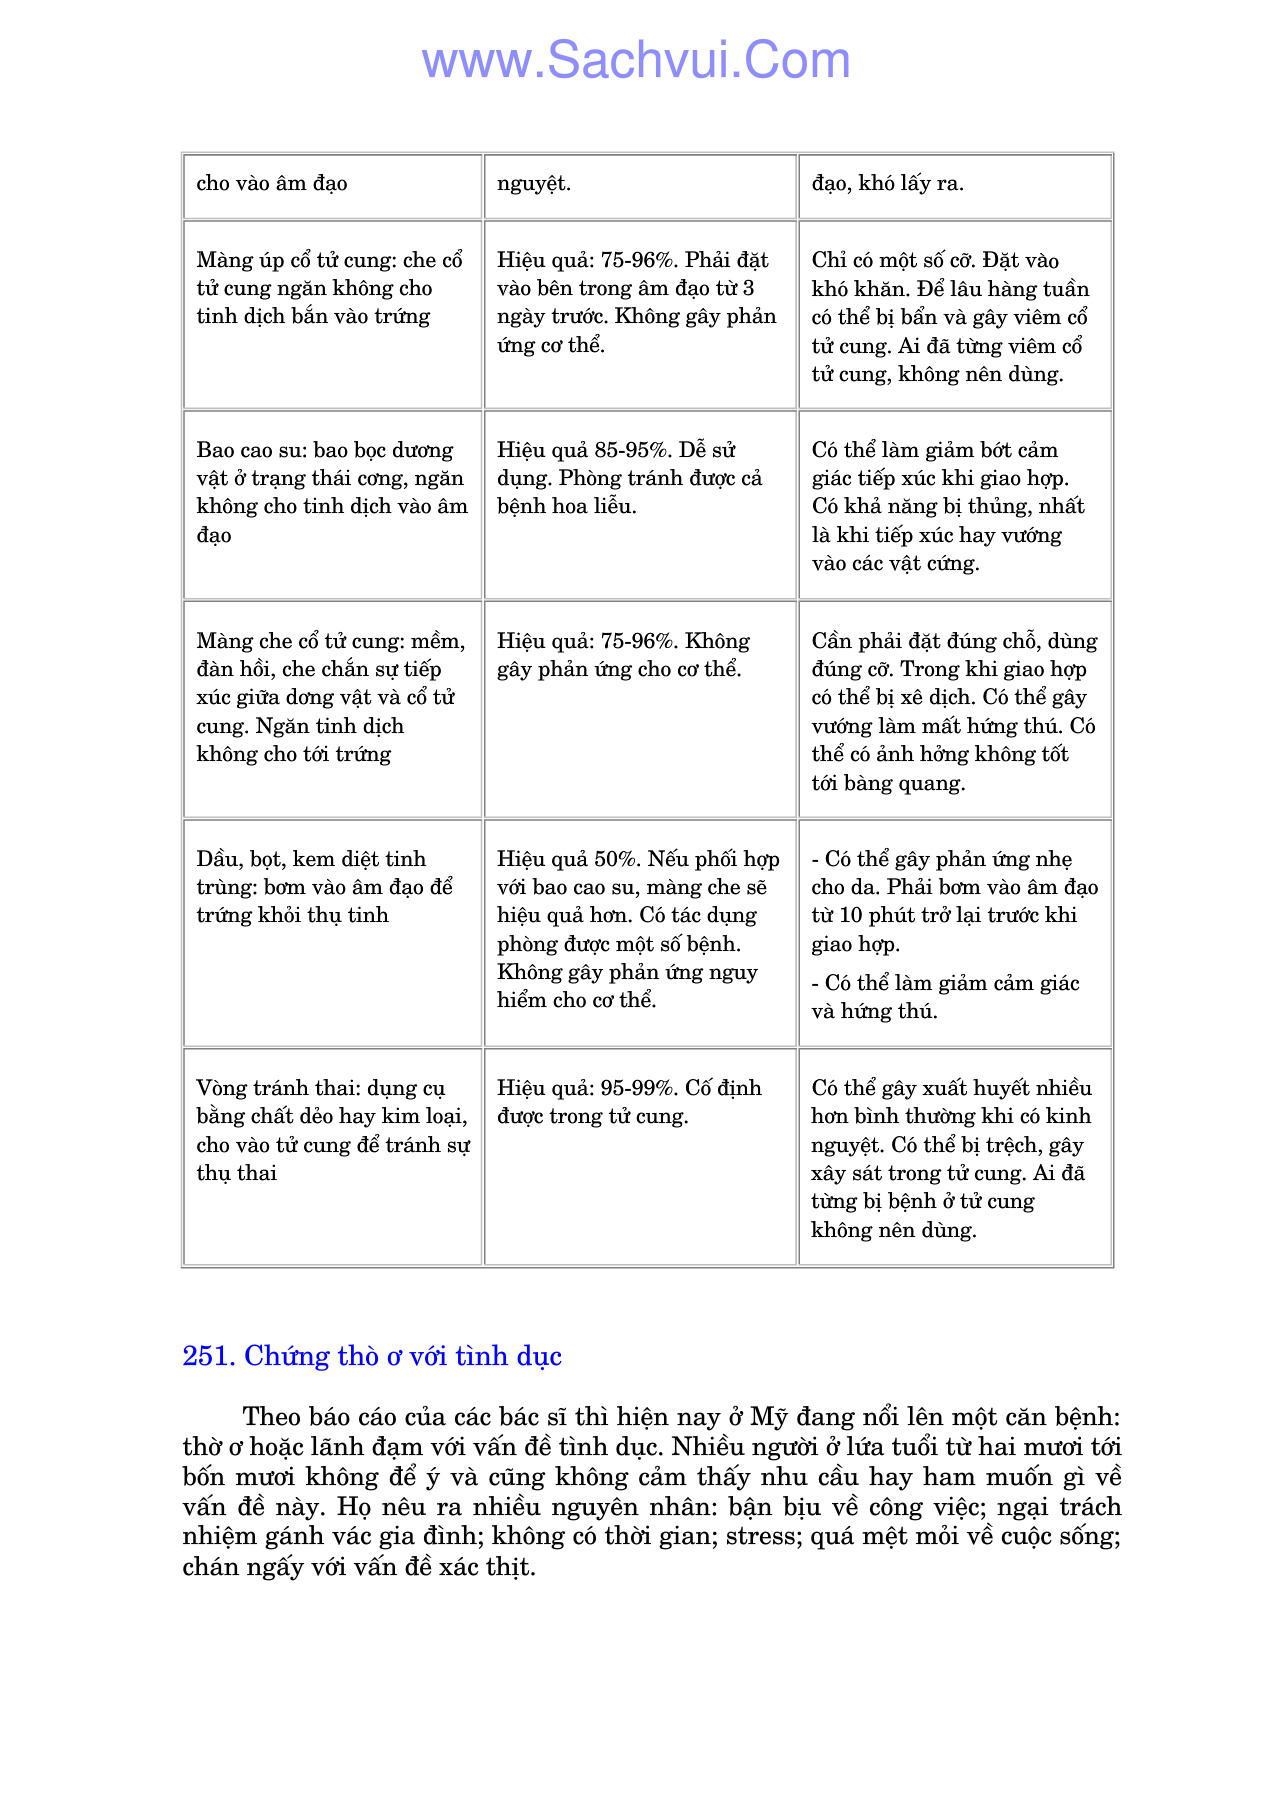 www.Sachvui.Com
cho vào âm đạo
nguyệt.
đạo, khó lấy ra.
Màng úp cổ tử cung: che cổ
tử cung ngăn không cho
tinh dịch bắn vào trứng
Hiệu quả: 75-96%. Phải đặt
vào bên trong âm đạo từ 3
ngày trước. Không gây phản
ứng cơ thể.
Chỉ có một số cỡ. Đặt vào
khó khăn. Để lâu hàng tuần
có thể bị bẩn và gây viêm cổ
tử cung. Ai đã từng viêm cổ
tử cung, không nên dùng.
Bao cao su: bao bọc dương
vật ở trạng thái cơng, ngăn
không cho tinh dịch vào âm
đạo
Hiệu quả 85-95%. Dễ sử
dụng. Phòng tránh được cả
bệnh hoa liễu.
Có thể làm giảm bớt cảm
giác tiếp xúc khi giao hợp.
Có khả năng bị thủng, nhất
là khi tiếp xúc hay vướng
vào các vật cứng.
Màng che cổ tử cung: mềm,
đàn hồi, che chắn sự tiếp
xúc giữa dơng vật và cổ tử
cung. Ngăn tinh dịch
không cho tới trứng
Hiệu quả: 75-96%. Không
gây phản ứng cho cơ thể.
Cần phải đặt đúng chỗ, dùng
đúng cỡ. Trong khi giao hợp
có thể bị xê dịch. Có thể gây
vướng làm mất hứng thú. Có
thể có ảnh hởng không tốt
tới bàng quang.
Dầu, bọt, kem diệt tinh
trùng: bơm vào âm đạo để
trứng khỏi thụ tinh
Hiệu quả 50%. Nếu phối hợp
với bao cao su, màng che sẽ
hiệu quả hơn. Có tác dụng
phòng được một số bệnh.
Không gây phản ứng nguy
hiểm cho cơ thể.
- Có thể gây phản ứng nhẹ
cho da. Phải bơm vào âm đạo
từ 10 phút trở lại trước khi
giao hợp.
- Có thể làm giảm cảm giác
và hứng thú.
Vòng tránh thai: dụng cụ
bằng chất dẻo hay kim loại,
cho vào tử cung để tránh sự
thụ thai
Hiệu quả: 95-99%. Cố định
được trong tử cung.
Có thể gây xuất huyết nhiều
hơn bình thường khi có kinh
nguyệt. Có thể bị trệch, gây
xây sát trong tử cung. Ai đã
từng bị bệnh ở tử cung
không nên dùng.
251. Chứng thò ơ với tình dục
Theo báo cáo của các bác sĩ thì hiện nay ở Mỹ đang nổi lên một căn bệnh:
thờ ơ hoặc lãnh đạm với vấn đề tình dục. Nhiều người ở lứa tuổi từ hai mươi tới
bốn mươi không để ý và cũng không cảm thấy nhu cầu hay ham muốn gì về
vấn đề này. Họ nêu ra nhiều nguyên nhân: bận bịu về công việc; ngại trách
nhiệm gánh vác gia đình; không có thời gian; stress; quá mệt mỏi về cuộc sống;
chán ngấy với vấn đề xác thịt.